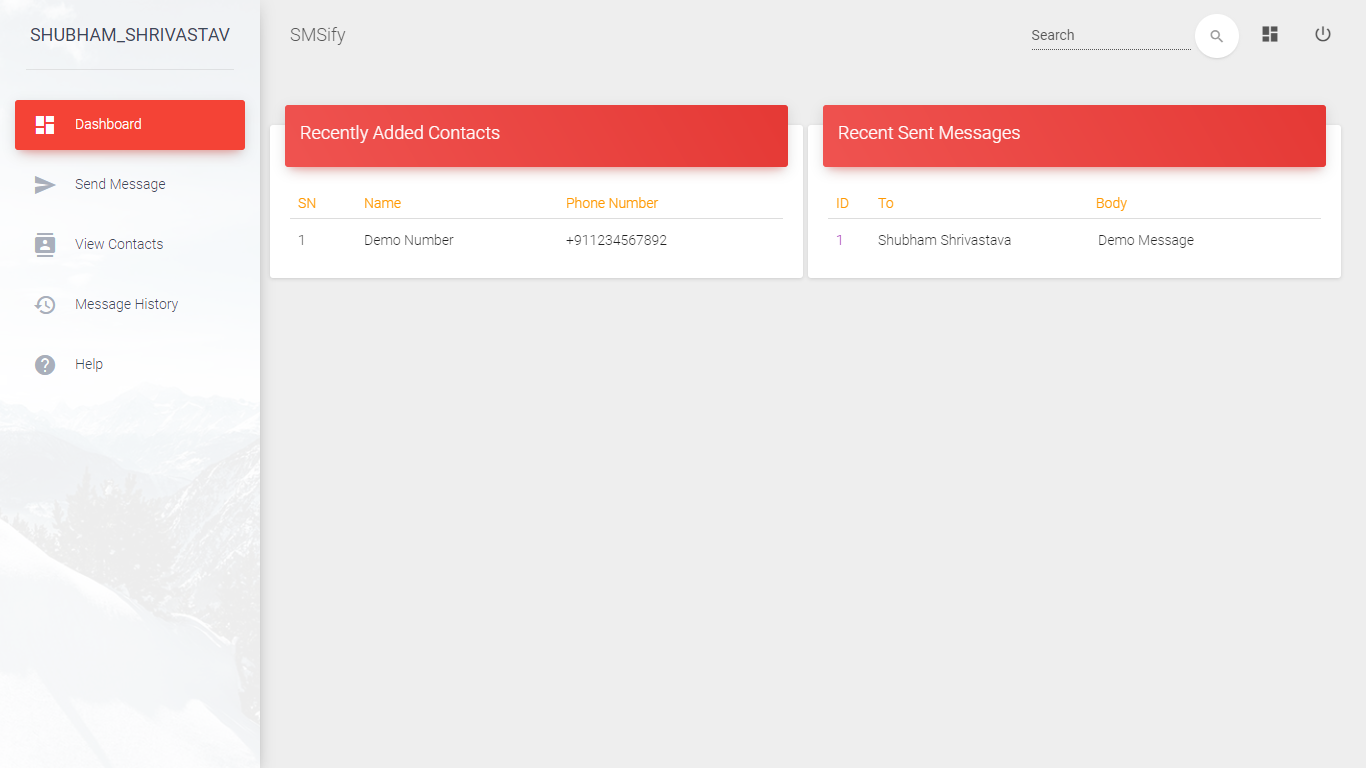 SHUBHAM_SHRIVASTAV
Dashboard
Send Message
View Contacts
Message History
Help
SMSify
Search
Recently Added Contacts
SN Name Phone Number
1 Demo Number +911234567892
Recent Sent Messages
ID To Body
1 Shubham Shrivastava Demo Message